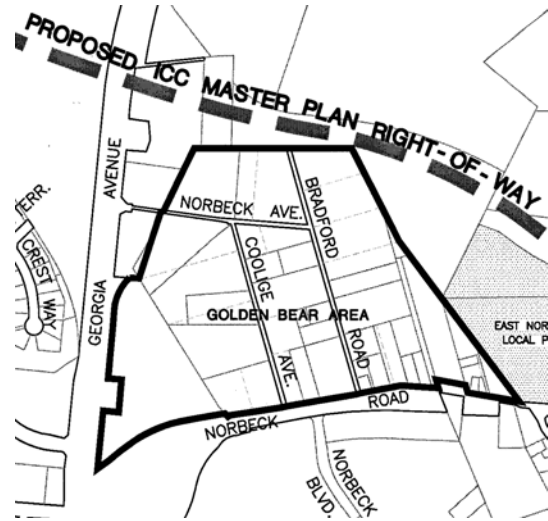 PROPOSED ICC MASTER PLAN RIGHT-OF-WAY
GEORGIA AVENUE
NORBECK AVE.
BRADFORD ROAD
COOLIGE AVE.
CREST WAY
GOLDEN BEAR AREA
EAST NOR
LOCAL P
NORBECK ROAD
NORBECK BLVD.